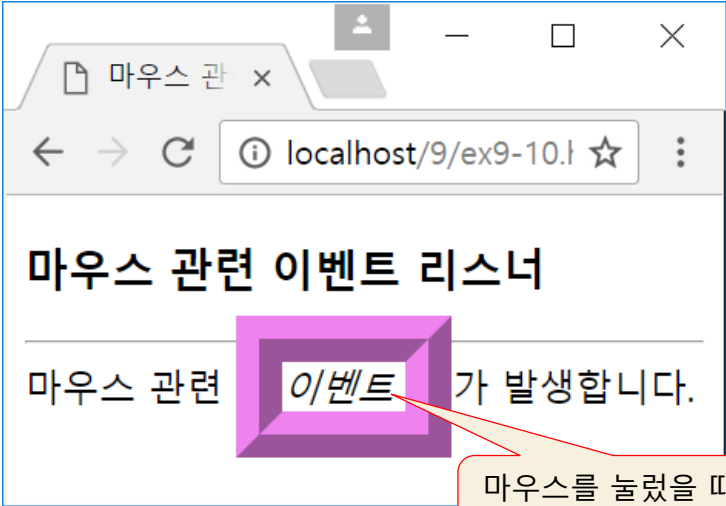 마우스 관
localhost/9/ex9-10.h
마우스 관련 이벤트 리스너
마우스 관련 이벤트 가 발생합니다.
마우스를 눌렀을